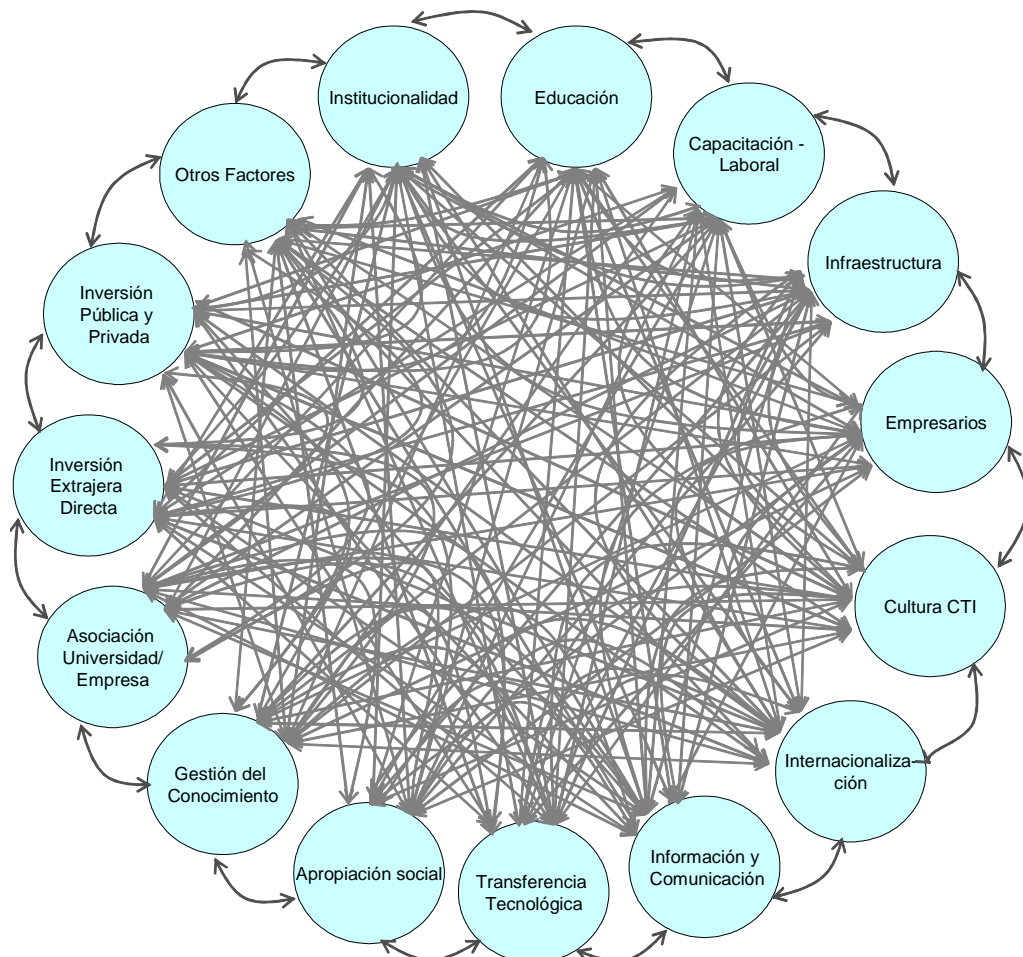 Institucionalidad
Educación
Capacitación -
Laboral
Otros Factores
Infraestructura
Inversión
Pública y
Privada
Empresarios
Inversión
Extrajera
Directa
Cultura CTI
Asociación
Universidad/
Empresa
Internacionaliza-
ción
Gestión del
Conocimiento
Información y
Comunicación
Apropiación social
Transferencia
Tecnológica